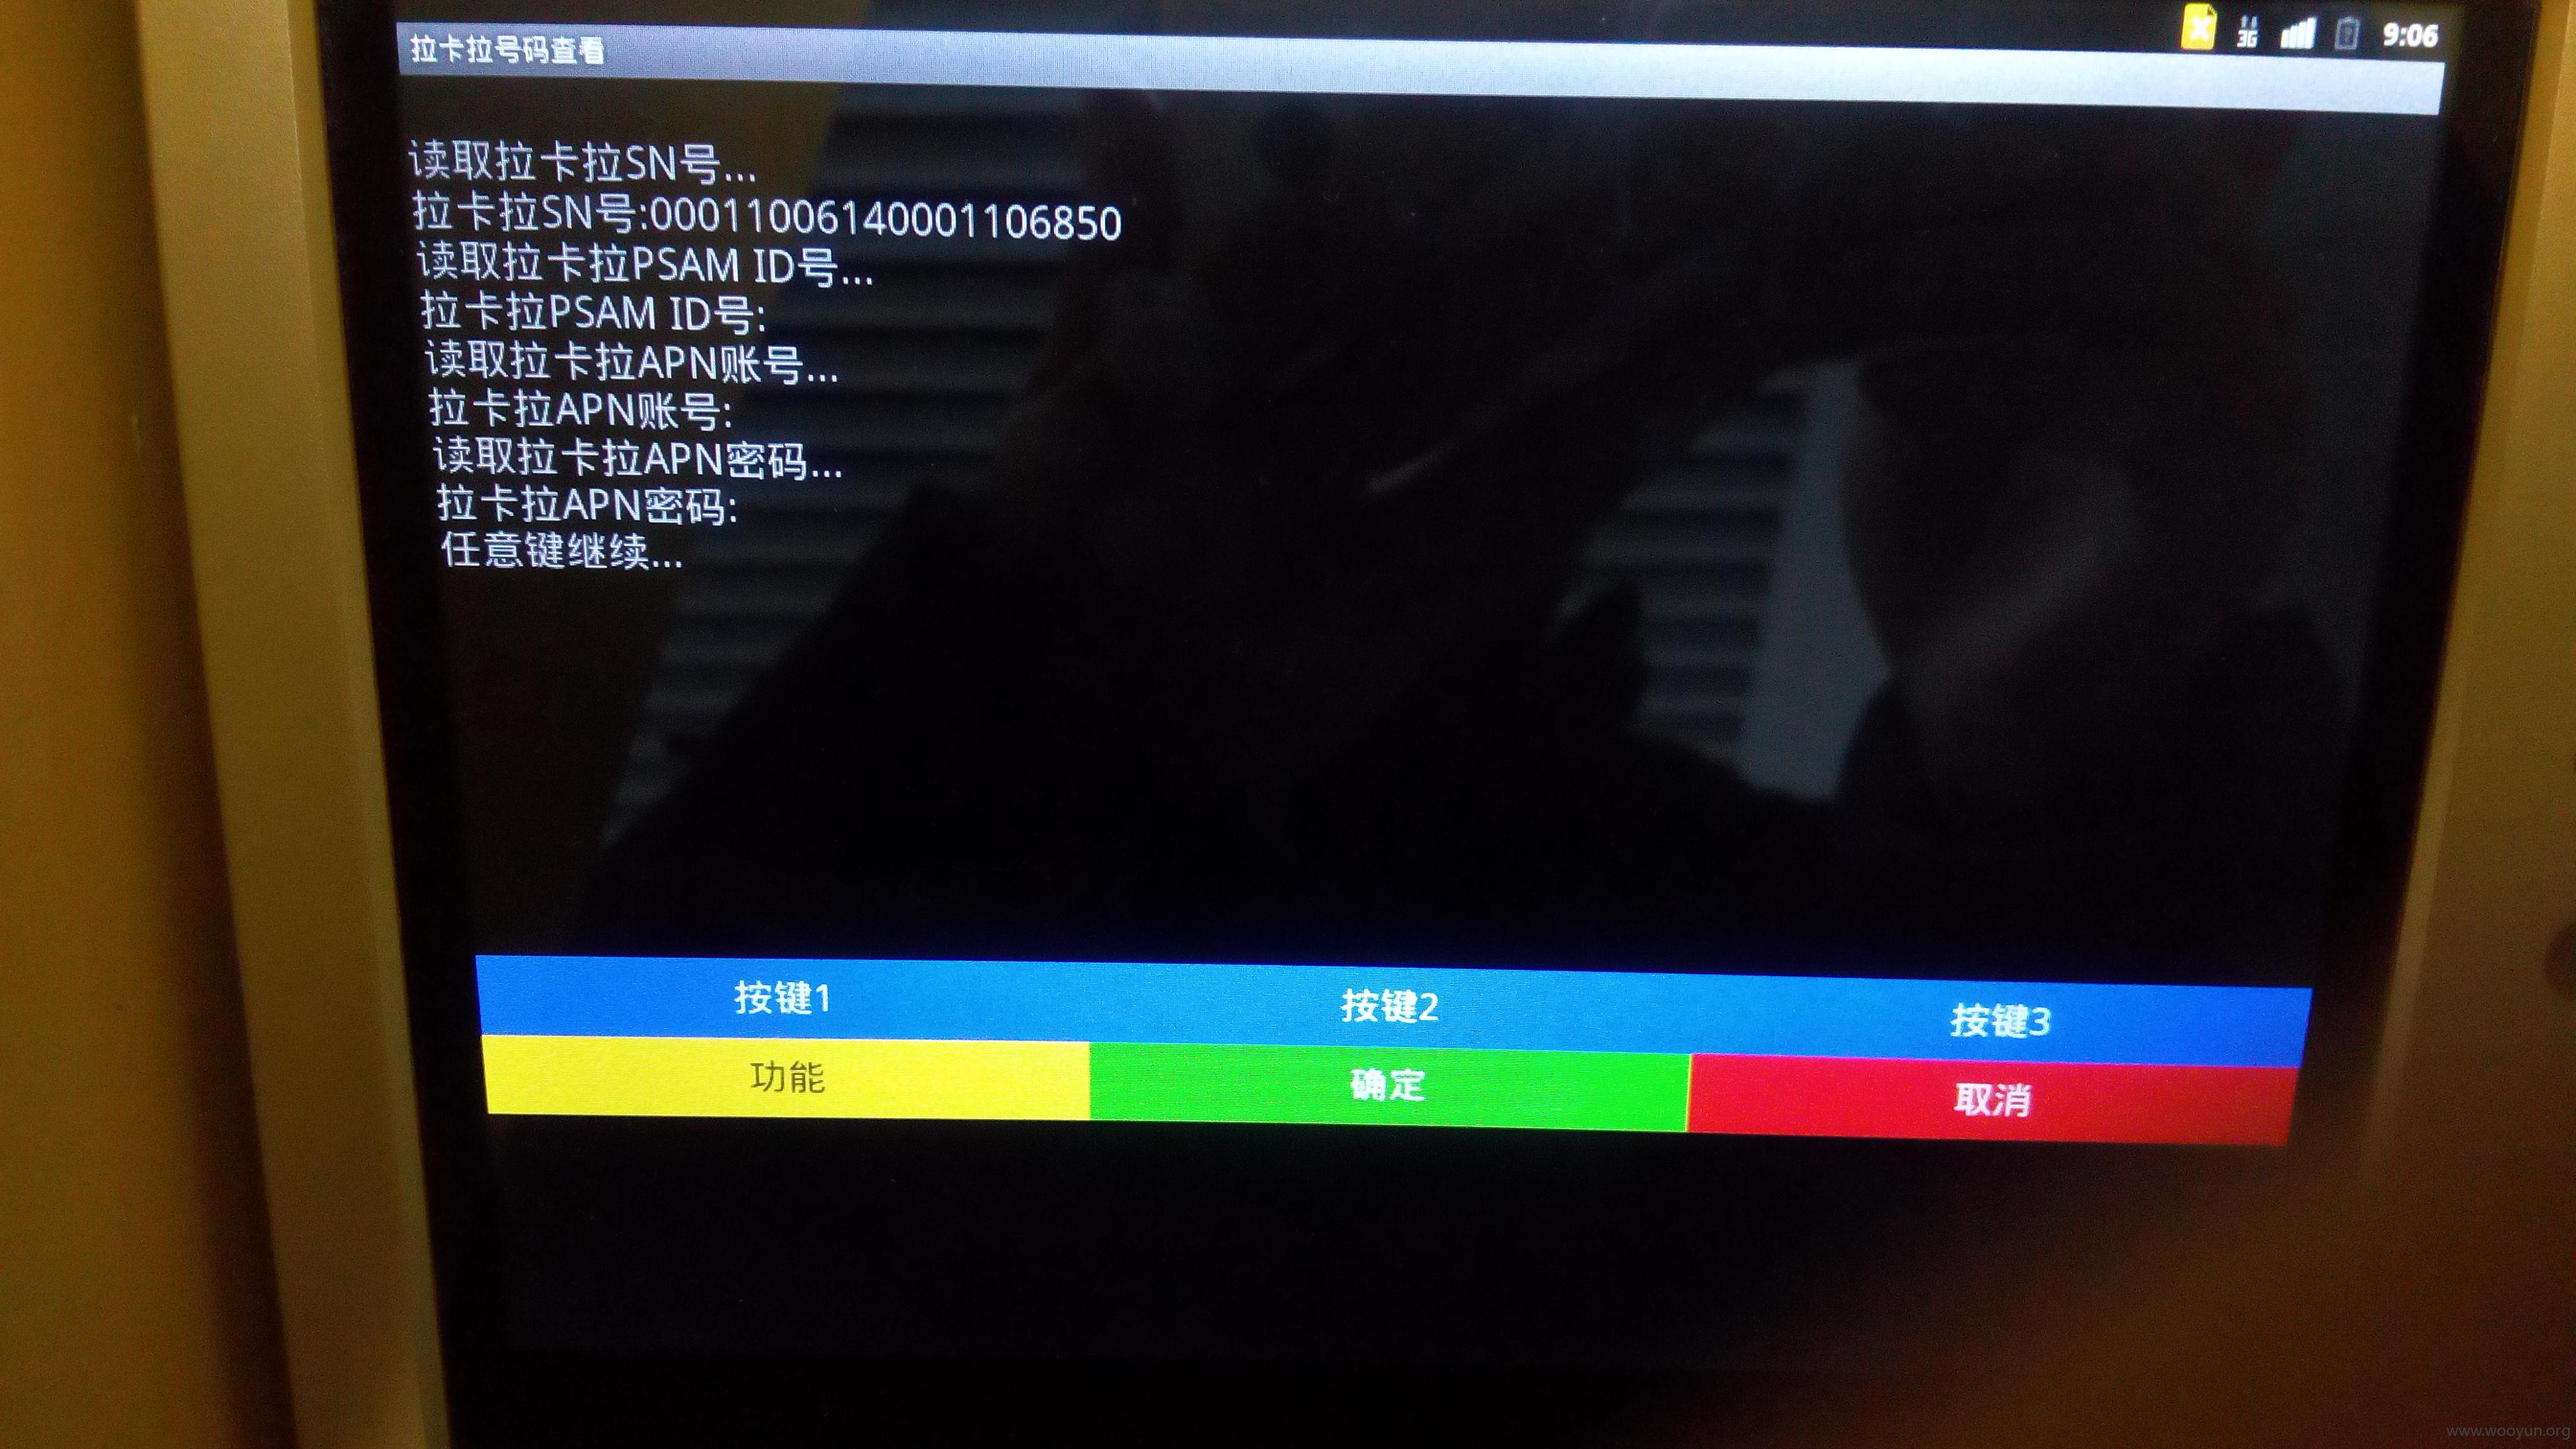 3G 9:06
拉卡拉号码查看
读取拉卡拉SN号...
拉卡拉SN号:00011006140001106850
读取拉卡拉PSAM ID号...
拉卡拉PSAM ID号:
读取拉卡拉APN账号...
拉卡拉APN账号:
读取拉卡拉APN密码...
拉卡拉APN密码:
任意键继续...
按键1 按键2 按键3
功能 确定 取消
www.wooyun.org